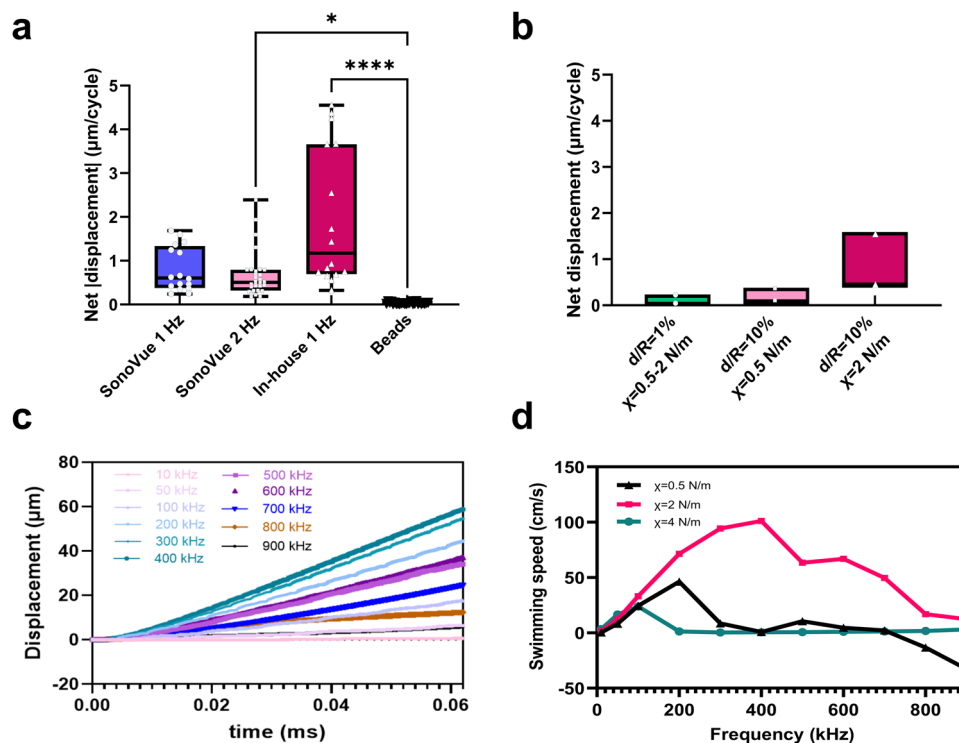 a
*
****
Net |displacement| (µm/cycle)
5
4
3
2
1
0
SonoVue 1 Hz
SonoVue 2 Hz
In-house 1 Hz
Beads
b
Net displacement (µm/cycle)
5
4
3
2
1
0
d/R=1%
χ=0.5-2 N/m
d/R=10%
χ=0.5 N/m
d/R=10%
χ=2 N/m
c
Displacement (µm)
80
60
40
20
0
-20
10 kHz
50 kHz
100 kHz
200 kHz
300 kHz
400 kHz
500 kHz
600 kHz
700 kHz
800 kHz
900 kHz
0.00
0.02
0.04
0.06
time (ms)
d
Swimming speed (cm/s)
150
100
50
0
-50
χ=0.5 N/m
χ=2 N/m
χ=4 N/m
0
200
400
600
800
Frequency (kHz)